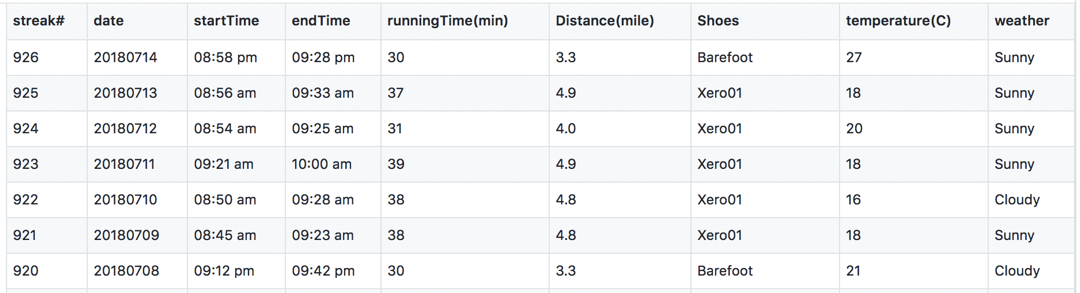 streak# date startTime endTime runningTime(min) Distance(mile) Shoes temperature(C) weather
926 20180714 08:58 pm 09:28 pm 30 3.3 Barefoot 27 Sunny
925 20180713 08:56 am 09:33 am 37 4.9 Xero01 18 Sunny
924 20180712 08:54 am 09:25 am 31 4.0 Xero01 20 Sunny
923 20180711 09:21 am 10:00 am 39 4.9 Xero01 18 Sunny
922 20180710 08:50 am 09:28 am 38 4.8 Xero01 16 Cloudy
921 20180709 08:45 am 09:23 am 38 4.8 Xero01 18 Sunny
920 20180708 09:12 pm 09:42 pm 30 3.3 Barefoot 21 Cloudy